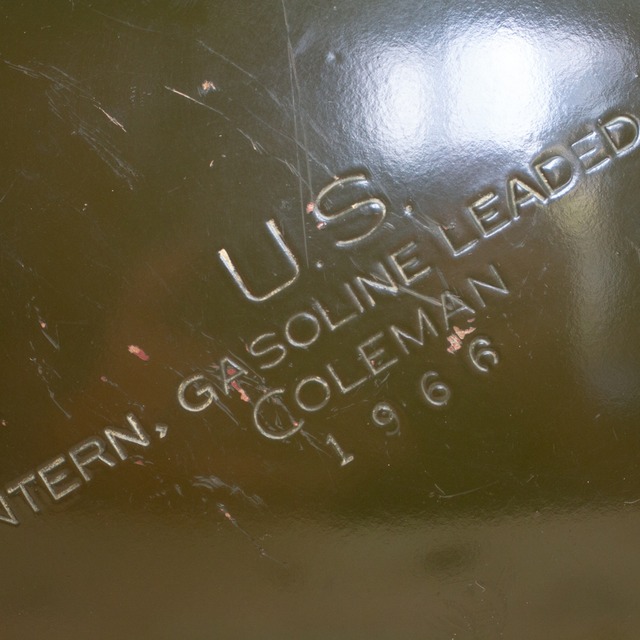 U.S.
NTERN, GASOLINE LEADED
COLEMAN
1966